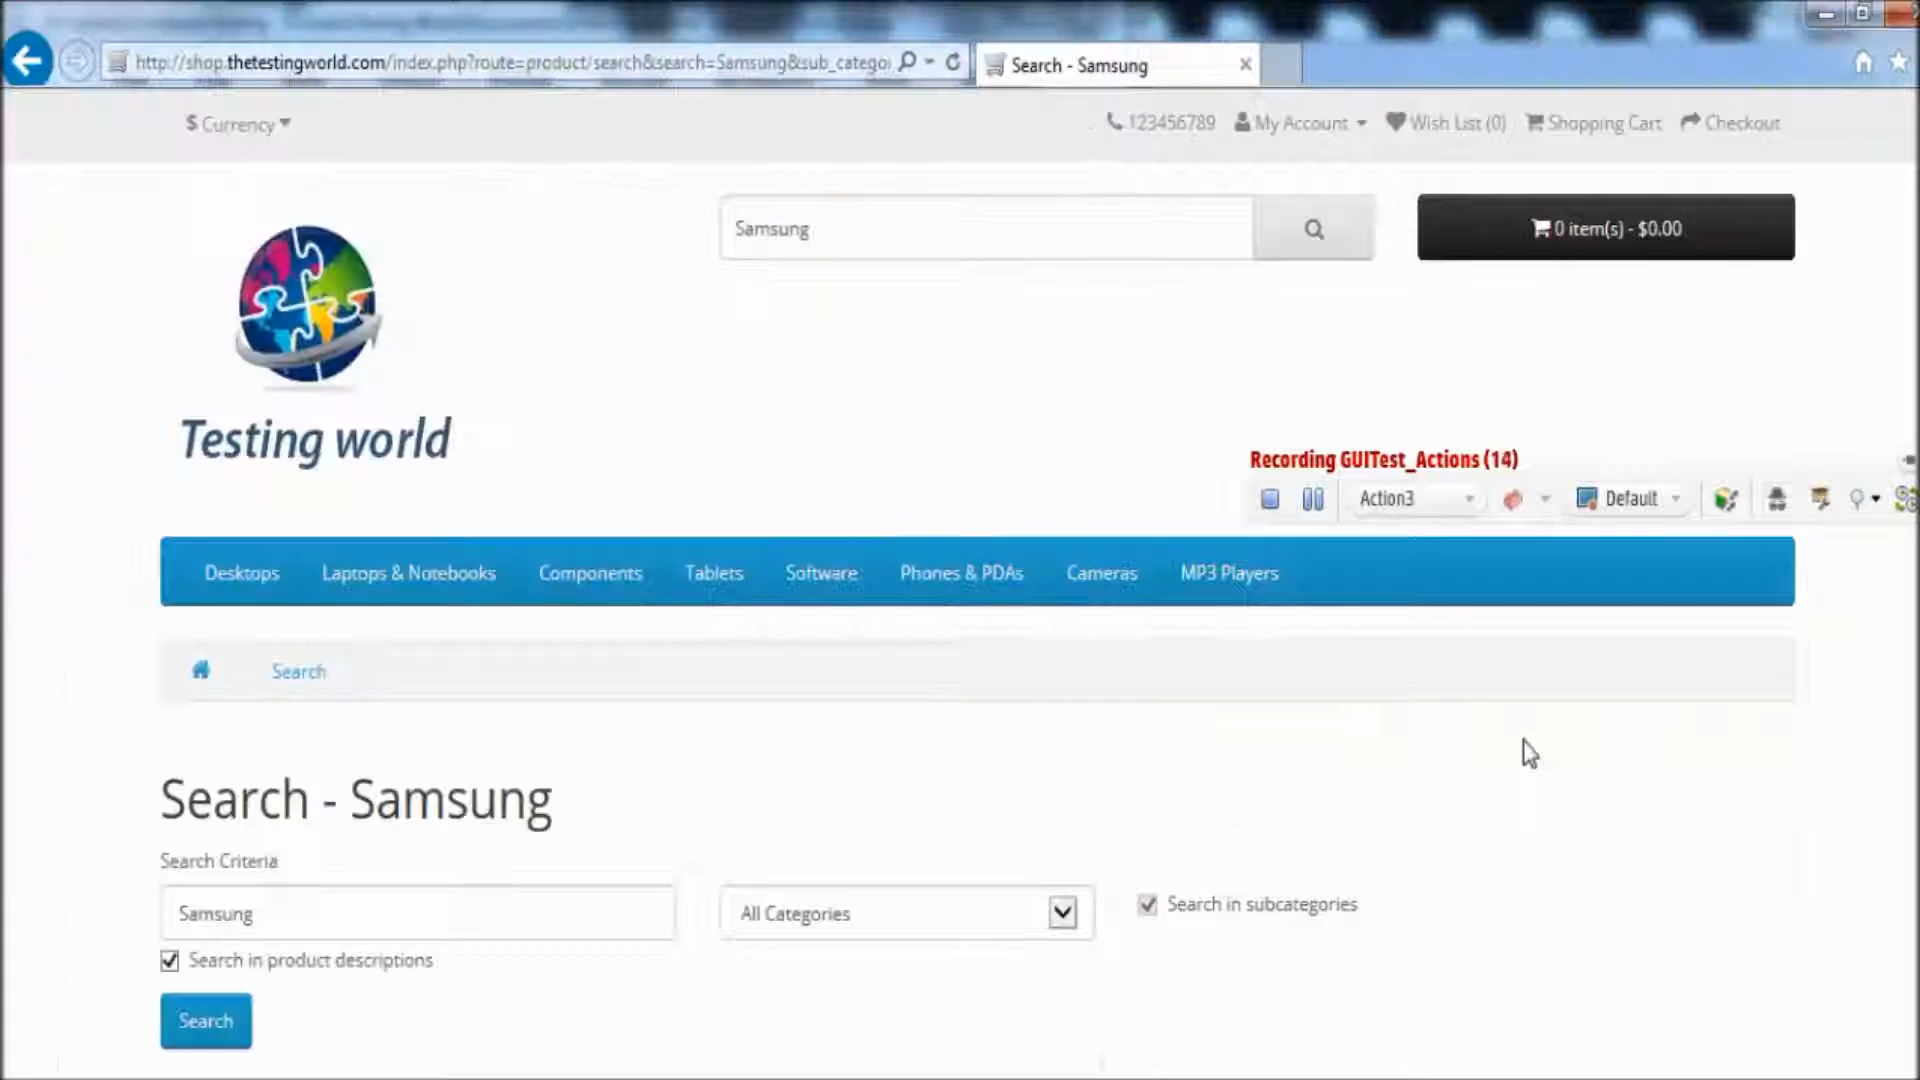 http://shop.thetestingworld.com/index.php?route=product/search&search=Samsung&sub_catego
Search - Samsung
$ Currency
123456789 My Account Wish List (0) Shopping Cart Checkout
Samsung
0 item(s) - $0.00
Testing world
Recording GUITest_Actions (14)
Action3 Default
Desktops Laptops & Notebooks Components Tablets Software Phones & PDAs Cameras MP3 Players
Search
Search - Samsung
Search Criteria
Samsung All Categories Search in subcategories
Search in product descriptions
Search